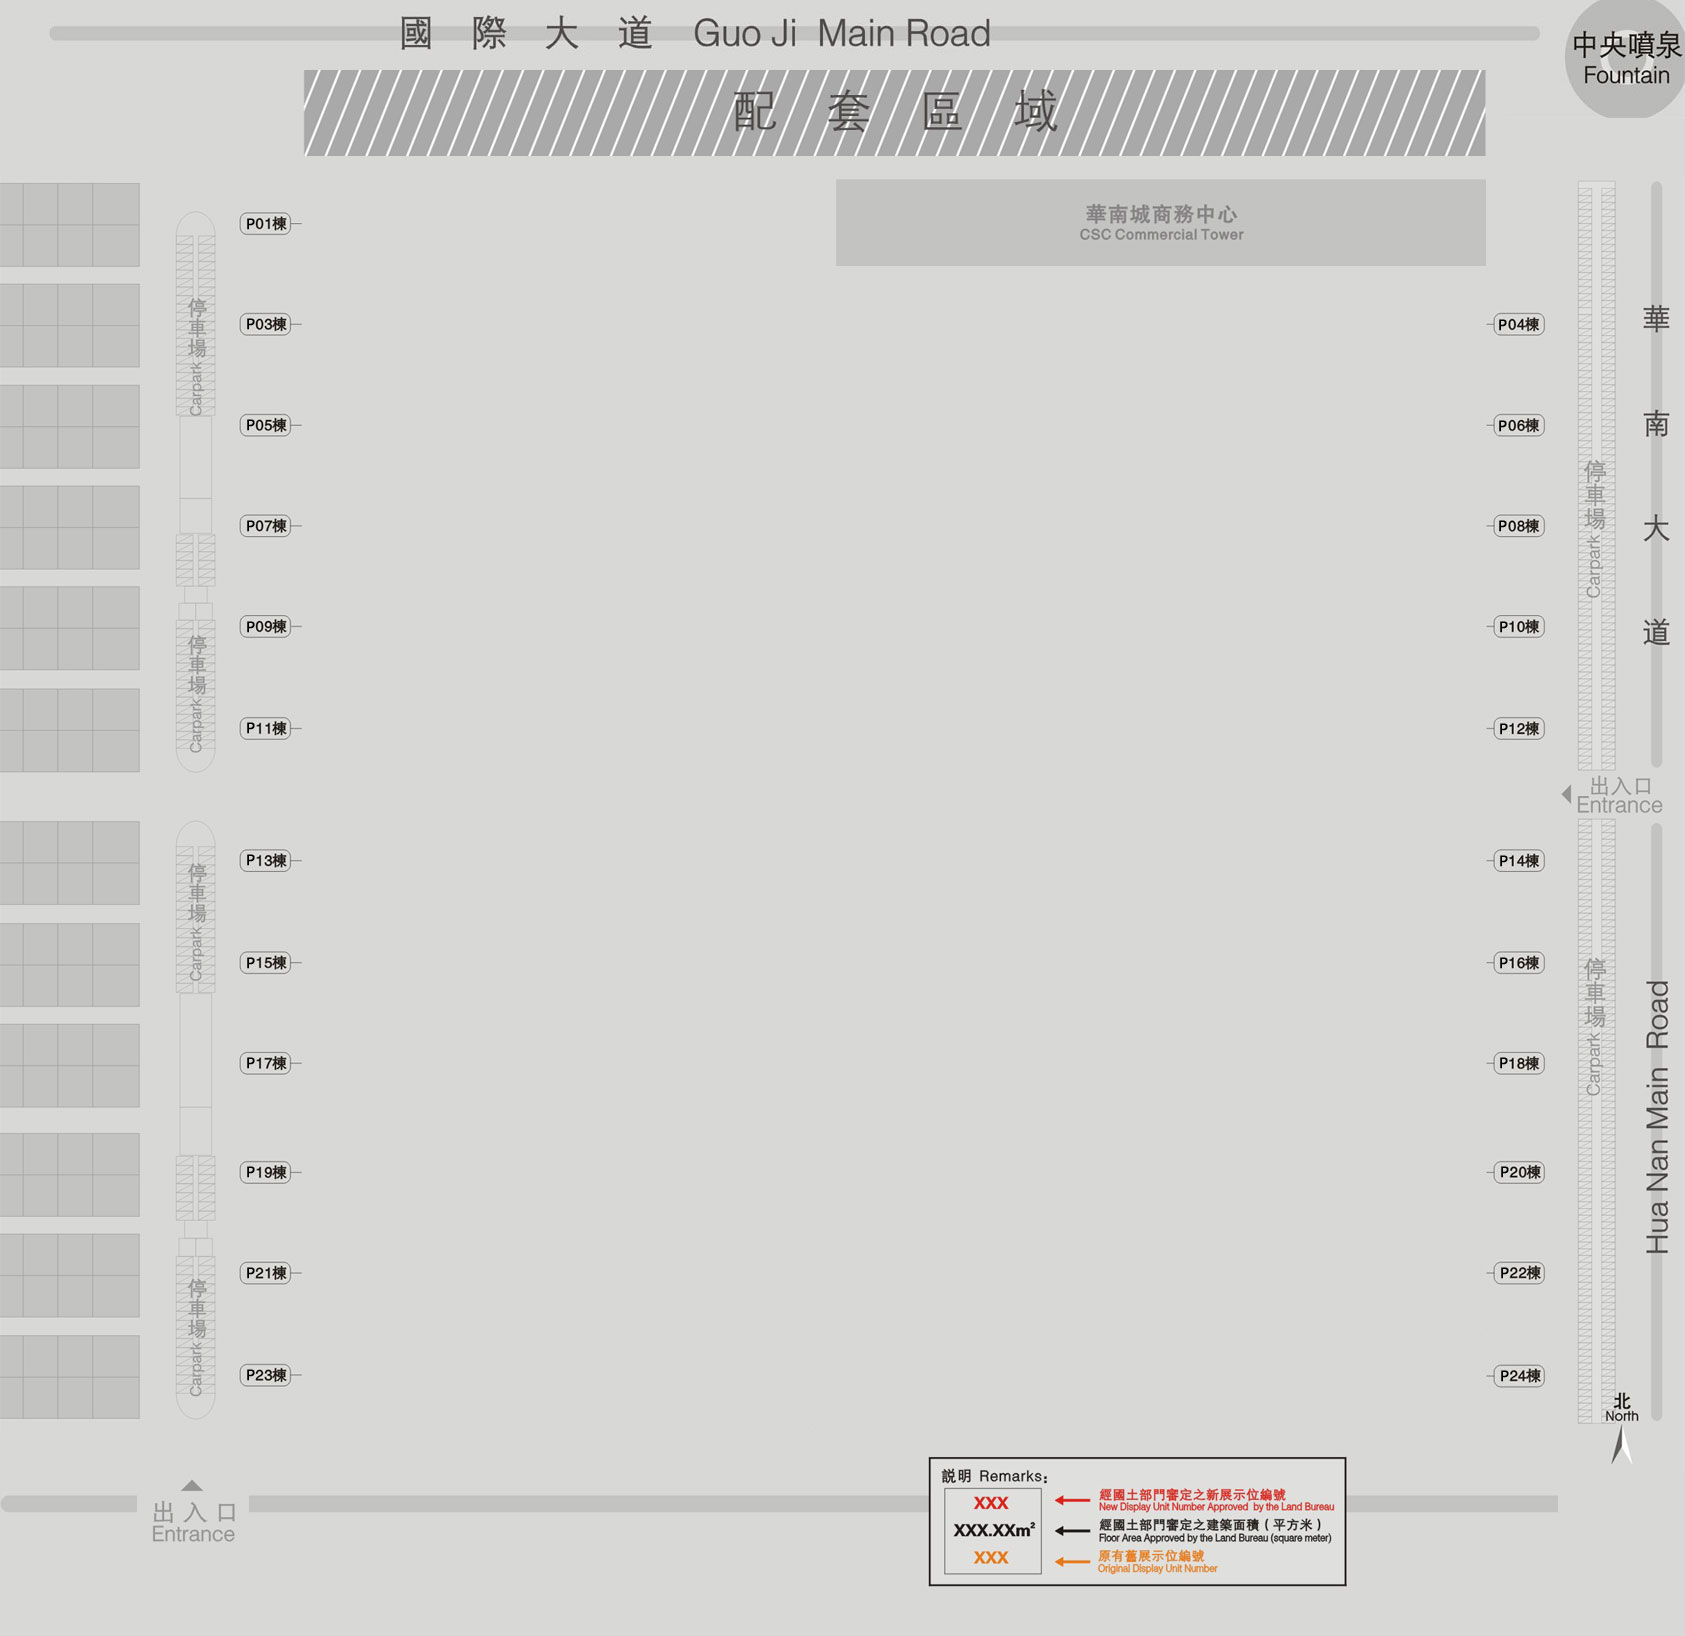 國際大道 Guo Ji Main Road
中央噴泉
Fountain
配套區域
華南城商務中心
CSC Commercial Tower
P01棟
P03棟
P04棟
P05棟
P06棟
P07棟
P08棟
P09棟
P10棟
P11棟
P12棟
P13棟
P14棟
P15棟
P16棟
P17棟
P18棟
P19棟
P20棟
P21棟
P22棟
P23棟
P24棟
停車場 Carpark
停車場 Carpark
停車場 Carpark
停車場 Carpark
停車場 Carpark
停車場 Carpark
華南大道
Hua Nan Main Road
出入口
Entrance
北
North
出入口
Entrance
説明 Remarks:
XXX
經國土部門審定之新展示位編號
New Display Unit Number Approved by the Land Bureau
XXX.XXm²
經國土部門審定之建築面積（平方米）
Floor Area Approved by the Land Bureau (square meter)
XXX
原有舊展示位編號
Original Display Unit Number